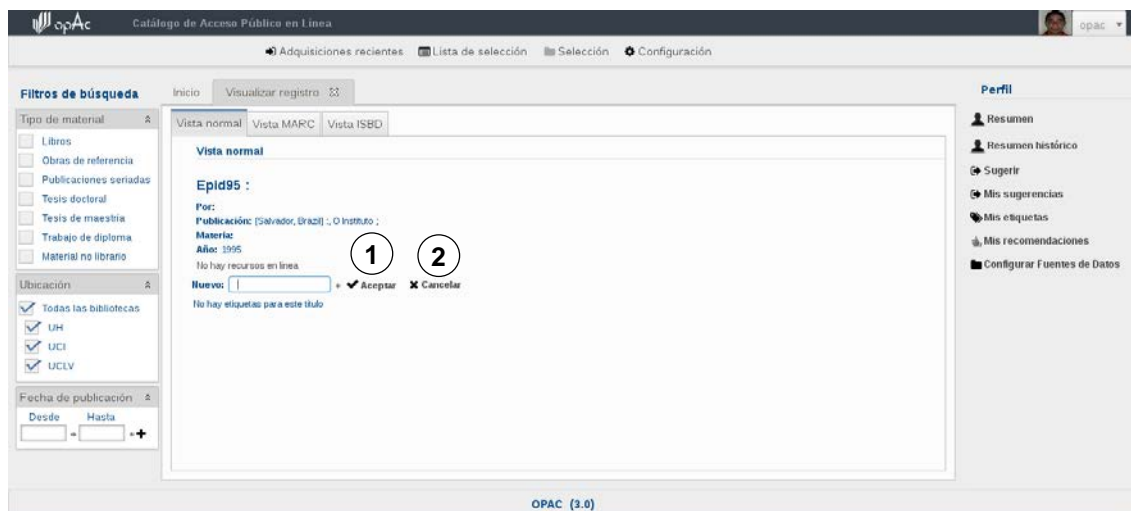 opAc Catálogo de Acceso Público en Línea opac
Adquisiciones recientes Lista de selección Selección Configuración
Filtros de búsqueda
Tipo de material
Libros
Obras de referencia
Publicaciones seriadas
Tesis doctoral
Tesis de maestría
Trabajo de diploma
Material no librario
Ubicación
Todas las bibliotecas
UH
UCI
UCLV
Fecha de publicación
Desde Hasta
Inicio Visualizar registro
Vista normal Vista MARC Vista ISBD
Vista normal
Epid95 :
Por:
Publicación: [Salvador, Brazil] :, O Instituto ;
Materia:
Año: 1995
No hay recursos en línea
1 2
Nuevo: Aceptar Cancelar
No hay etiquetas para este título
Perfil
Resumen
Resumen histórico
Sugerir
Mis sugerencias
Mis etiquetas
Mis recomendaciones
Configurar Fuentes de Datos
OPAC (3.0)